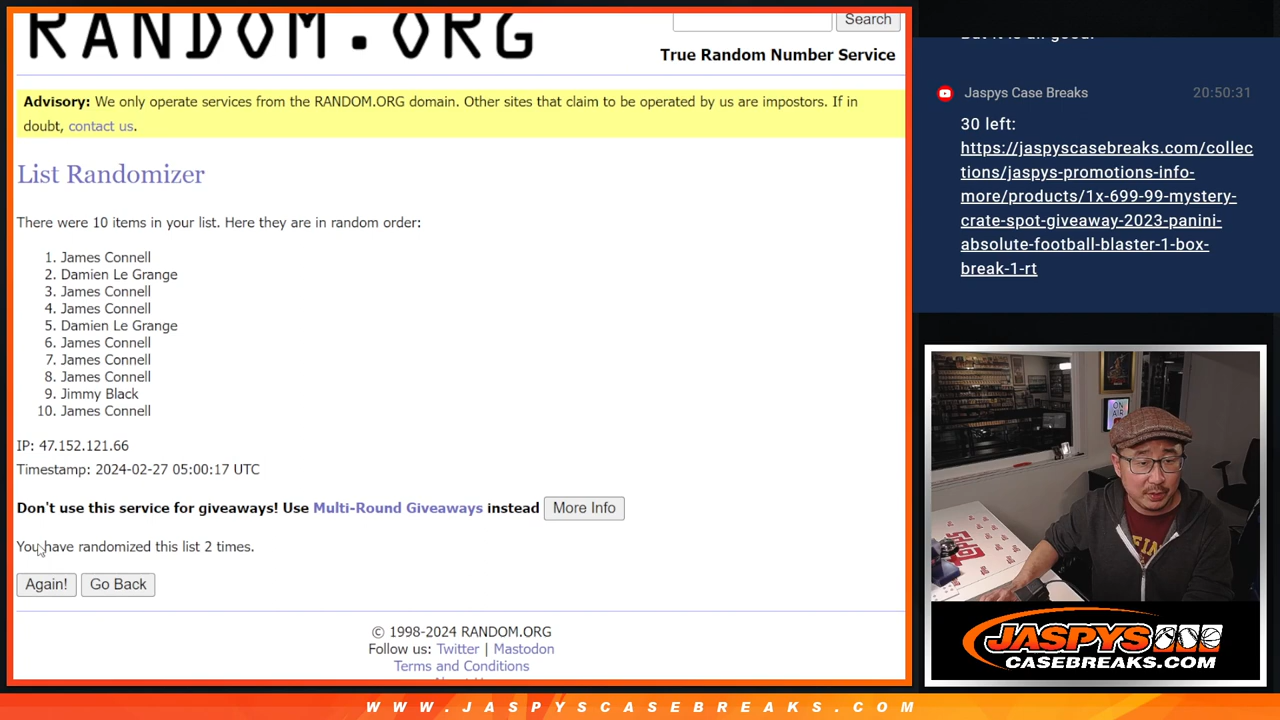 RANDOM.ORG
Search
True Random Number Service
Advisory: We only operate services from the RANDOM.ORG domain. Other sites that claim to be operated by us are impostors. If in
doubt, contact us.
List Randomizer
There were 10 items in your list. Here they are in random order:
1. James Connell
2. Damien Le Grange
3. James Connell
4. James Connell
5. Damien Le Grange
6. James Connell
7. James Connell
8. James Connell
9. Jimmy Black
10. James Connell
IP: 47.152.121.66
Timestamp: 2024-02-27 05:00:17 UTC
Don't use this service for giveaways! Use Multi-Round Giveaways instead More Info
You have randomized this list 2 times.
Again! Go Back
© 1998-2024 RANDOM.ORG
Follow us: Twitter | Mastodon
Terms and Conditions
But it is all good!
Jaspys Case Breaks 20:50:31
30 left:
https://jaspyscasebreaks.com/collec
tions/jaspys-promotions-info-
more/products/1x-699-99-mystery-
crate-spot-giveaway-2023-panini-
absolute-football-blaster-1-box-
break-1-rt
ON
AIR
JASPYS
CASEBREAKS.COM
WWW.JASPYSCASEBREAKS.COM